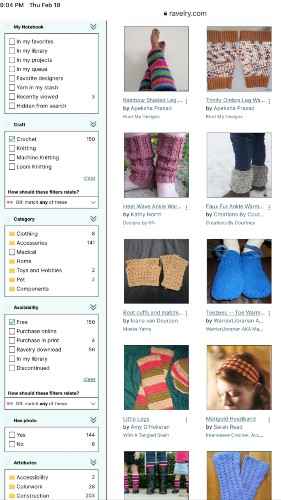 9:04 PM Thu Feb 18
ravelry.com
My Notebook
In my favorites
In my library
In my projects
In my queue
Favorite designers
Yarn in my stash
Recently viewed 3
Hidden from search
Craft
Crochet 150
Knitting
Machine Knitting
Loom Knitting
clear
How should these filters relate?
OR: match any of these
Category
Clothing 8
Accessories 141
Medical
Home
Toys and Hobbies 2
Pet 2
Components
Availability
Free 150
Purchase online
Purchase in print 4
Ravelry download 56
In my library
Discontinued
clear
How should these filters relate?
OR: match any of these
Has photo
Yes 144
No 6
Attributes
Accessibility 2
Colorwork 28
Construction 203
Rainbow Shaded Leg ...
by Apeksha Prasad
Knot My Designs
Trinity Ombre Leg Wa...
by Apeksha Prasad
Knot My Designs
Heat Wave Ankle War...
by Kathy North
Designs by KN
Faux Fur Ankle Warm...
by Creations By Cour...
Creations By Courtney
Boot cuffs and matchi...
by Ioana van Deurzen
Moebe Yarns
Toezees -- Toe Warm...
by WarriorLibrarian A...
WarriorLibrarian AKA Ma...
Little Legs
by Amy O'Halloran
With A Tangled Skein
Marigold Headband
by Sarah Read
Interweave Crochet, Acc...